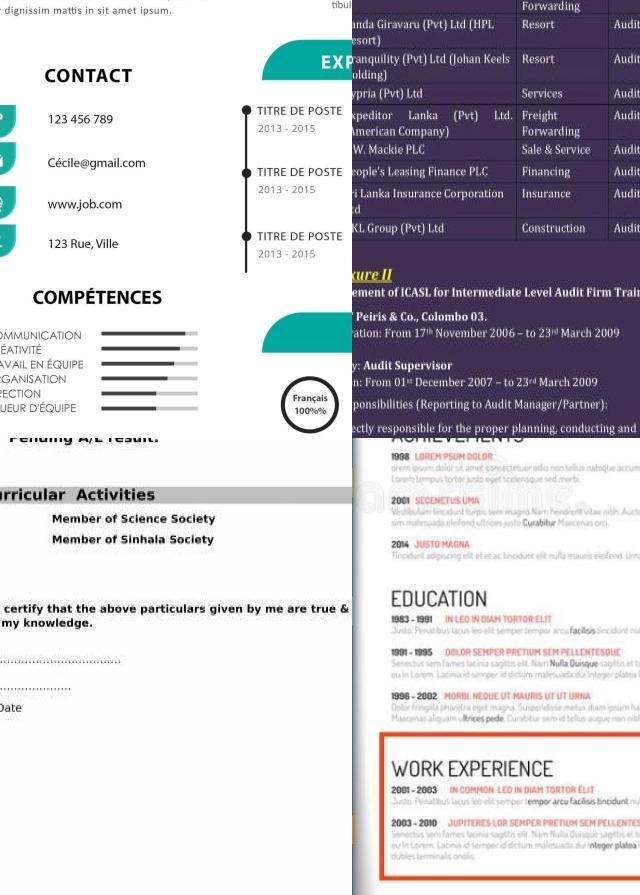 dignissim mattis in sit amet ipsum.
CONTACT
123 456 789
Cécile@gmail.com
www.job.com
123 Rue, Ville
EXP
TITRE DE POSTE
2013 - 2015
TITRE DE POSTE
2013 - 2015
TITRE DE POSTE
2013 - 2015
COMPÉTENCES
OMMUNICATION
ÉATIVITÉ
AVAIL EN ÉQUIPE
RGANISATION
RECTION
UEUR D'ÉQUIPE
Français
100%%
Forwarding
anda Giravaru (Pvt) Ltd (HPL Resort Audit
esort)
ranquility (Pvt) Ltd (Johan Keels Resort Audit
olding)
ypria (Pvt) Ltd Services Audit
xpeditor Lanka (Pvt) Ltd. Freight Audit
American Company) Forwarding
W. Mackie PLC Sale & Service Audit
eople's Leasing Finance PLC Financing Audit
ri Lanka Insurance Corporation Insurance Audit
td
KL Group (Pvt) Ltd Construction Audit
xure II
ement of ICASL for Intermediate Level Audit Firm Train
Peiris & Co., Colombo 03.
ration: From 17th November 2006 – to 23rd March 2009
y: Audit Supervisor
n: From 01st December 2007 – to 23rd March 2009
ponsibilities (Reporting to Audit Manager/Partner):
ectly responsible for the proper planning, conducting and
Pending A/L result.
urricular Activities
Member of Science Society
Member of Sinhala Society
certify that the above particulars given by me are true &
my knowledge.
Date
ACHIEVEMENTS
1998 LOREM PSUM DOLOR
orem ipsum dolor sit amet consectetuer odio non tellus natoque accum
Lorem tempus tortor justo eget scelerisque sed morbi.
2001 SECENETUS UMA
Vestibulum tincidunt turpis sem magna Nam hendrerit vitae nibh. Aucto
sim malesuada eleifend ultrices justo Curabitur Maecenas orci.
2014 JUSTO MAGNA
Tincidunt adipiscing elit et et ac tincidunt elit nulla mauris eleifend. Urna
EDUCATION
1983 - 1991 IN LEO IN DIAM TORTOR ELIT
Justo. Penatibus lacus leo elit semper tempor arcu facilisis tincidunt nul
1991 - 1995 DOLOR SEMPER PRETIUM SEM PELLENTESQUE
Senectus sem fames lacinia sagittis elit. Nam Nulla Quisque sagittis et t
eu In Lorem. Lacinia id semper id dictum malesuada dui Integer platea l
1996 - 2002 MORBI. NEQUE UT MAURIS UT UT URNA
Dolor fringilla pharetra eget magna. Suspendisse metus diam ipsum ha
Maecenas aliquam ultrices pede. Curabitur sem id tellus augue non nibh
WORK EXPERIENCE
2001 - 2003 IN COMMON LEO IN DIAM TORTOR ELIT
Justo. Penatibus lacus leo elit semper tempor arcu facilisis tincidunt nu
2003 - 2010 JUPITERES LOR SEMPER PRETIUM SEM PELLENTES
Senectus sem fames lacinia sagittis elit. Nam Nulla Quisque sagittis et t
eu In Lorem. Lacinia id semper id dictum malesuada dui Integer platea l
dubles terminalis onolis.